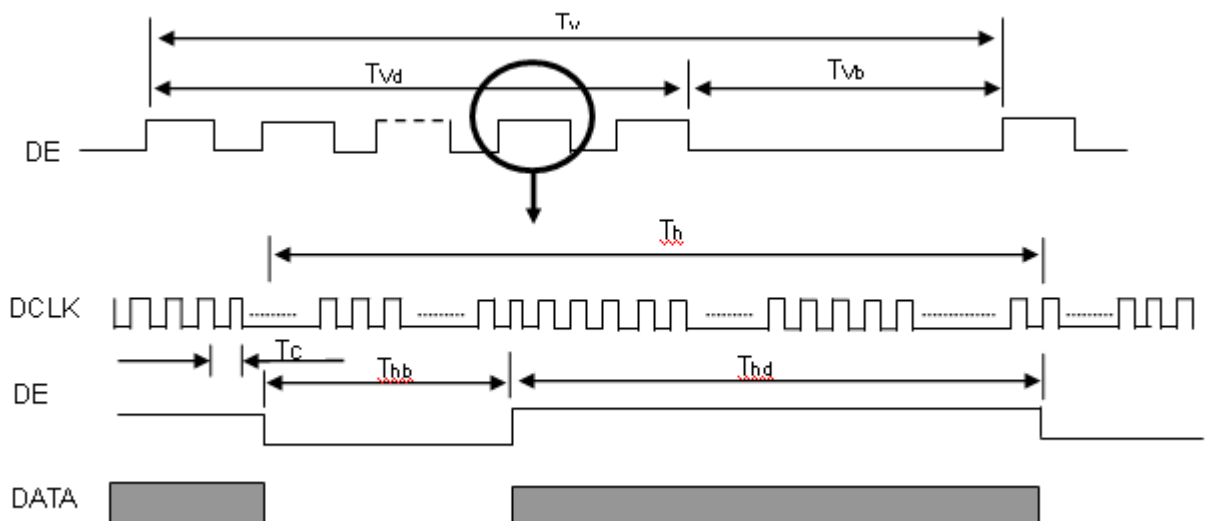 Tv
TVd
TVb
DE
Th
DCLK
Tc
Thb
Thd
DE
DATA